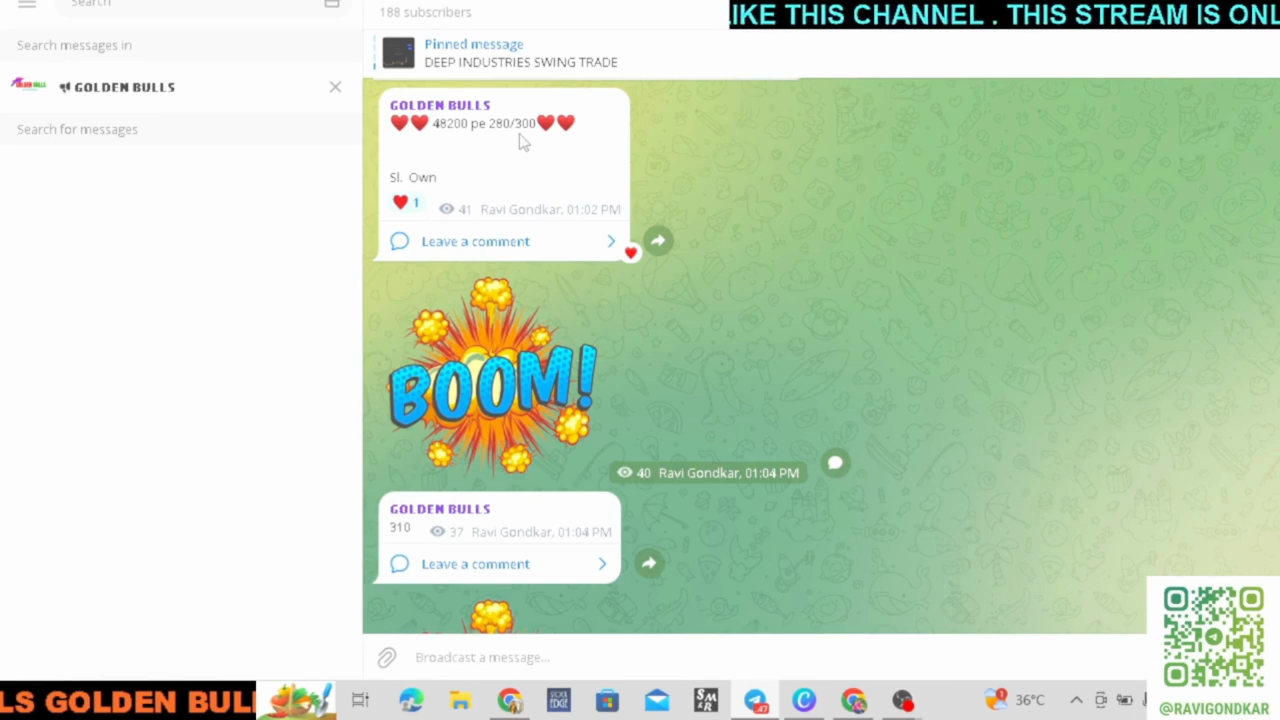 Search
188 subscribers
IKE THIS CHANNEL . THIS STREAM IS ONL
Search messages in
Pinned message
DEEP INDUSTRIES SWING TRADE
GOLDEN BULLS
Search for messages
GOLDEN BULLS
❤️❤️ 48200 pe 280/300❤️❤️
Sl. Own
❤️ 1 41 Ravi Gondkar, 01:02 PM
Leave a comment
BOOM!
40 Ravi Gondkar, 01:04 PM
GOLDEN BULLS
310 37 Ravi Gondkar, 01:04 PM
Leave a comment
Broadcast a message...
LS GOLDEN BULL
36°C
@RAVIGONDKAR